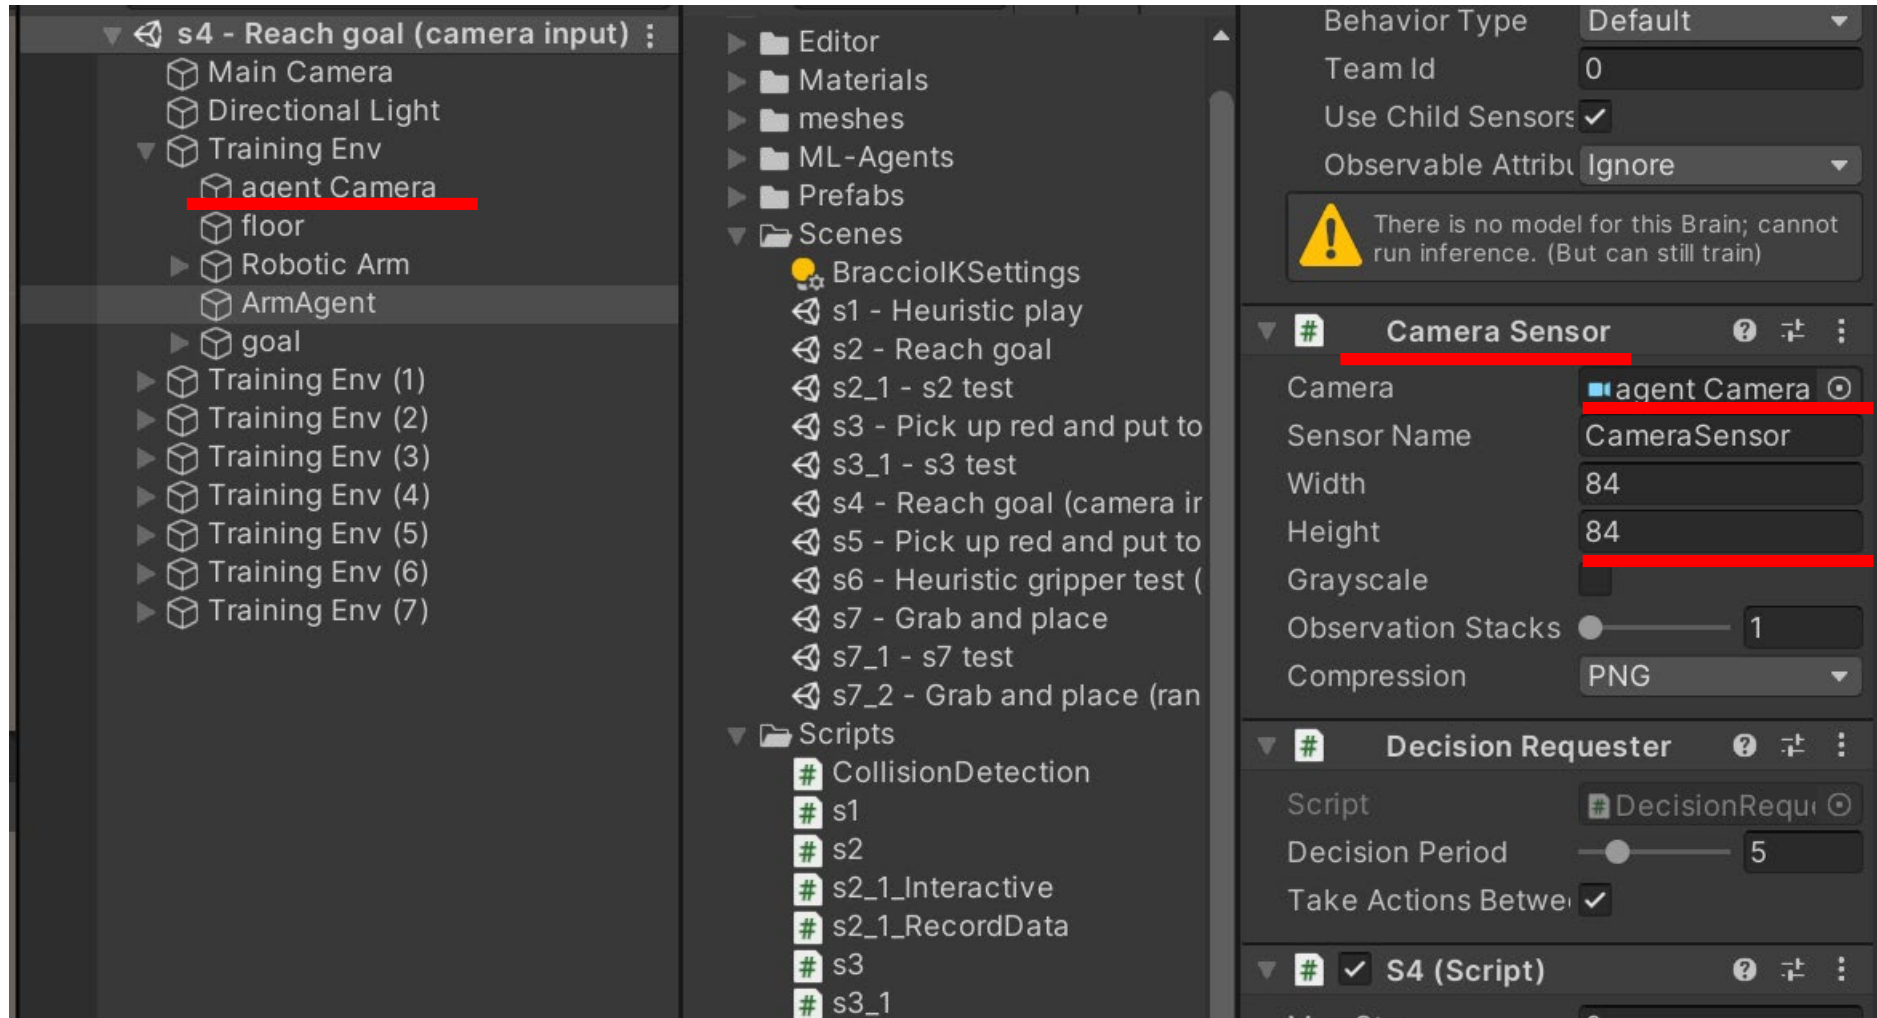 s4 - Reach goal (camera input)
Main Camera
Directional Light
Training Env
agent Camera
floor
Robotic Arm
ArmAgent
goal
Training Env (1)
Training Env (2)
Training Env (3)
Training Env (4)
Training Env (5)
Training Env (6)
Training Env (7)
Editor
Materials
meshes
ML-Agents
Prefabs
Scenes
BraccioIKSettings
s1 - Heuristic play
s2 - Reach goal
s2_1 - s2 test
s3 - Pick up red and put to
s3_1 - s3 test
s4 - Reach goal (camera ir
s5 - Pick up red and put to
s6 - Heuristic gripper test (
s7 - Grab and place
s7_1 - s7 test
s7_2 - Grab and place (ran
Scripts
# CollisionDetection
# s1
# s2
# s2_1_Interactive
# s2_1_RecordData
# s3
# s3_1
Behavior Type Default
Team Id 0
Use Child Sensors
Observable Attribu Ignore
There is no model for this Brain; cannot
run inference. (But can still train)
# Camera Sensor
Camera agent Camera
Sensor Name CameraSensor
Width 84
Height 84
Grayscale
Observation Stacks 1
Compression PNG
# Decision Requester
Script # DecisionReque
Decision Period 5
Take Actions Betwe
# S4 (Script)